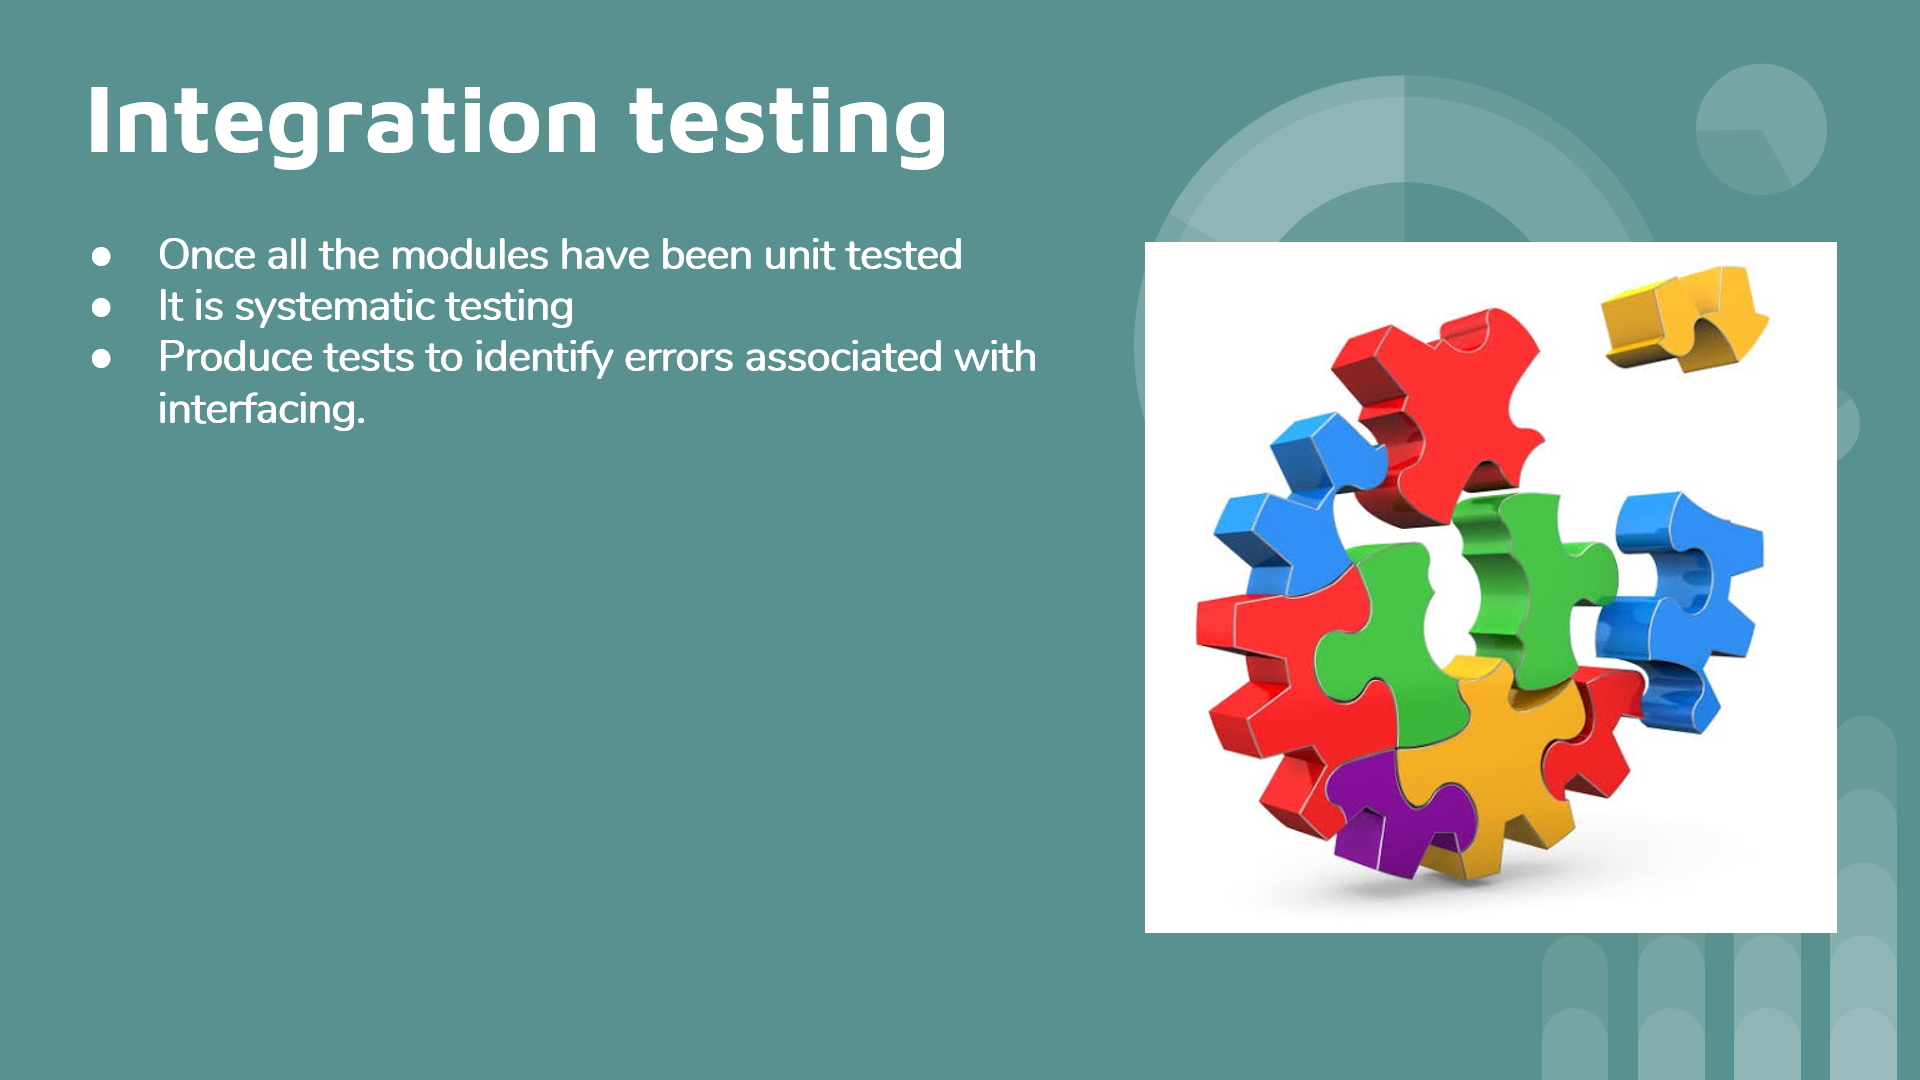 Integration testing
● Once all the modules have been unit tested
● It is systematic testing
● Produce tests to identify errors associated with
interfacing.